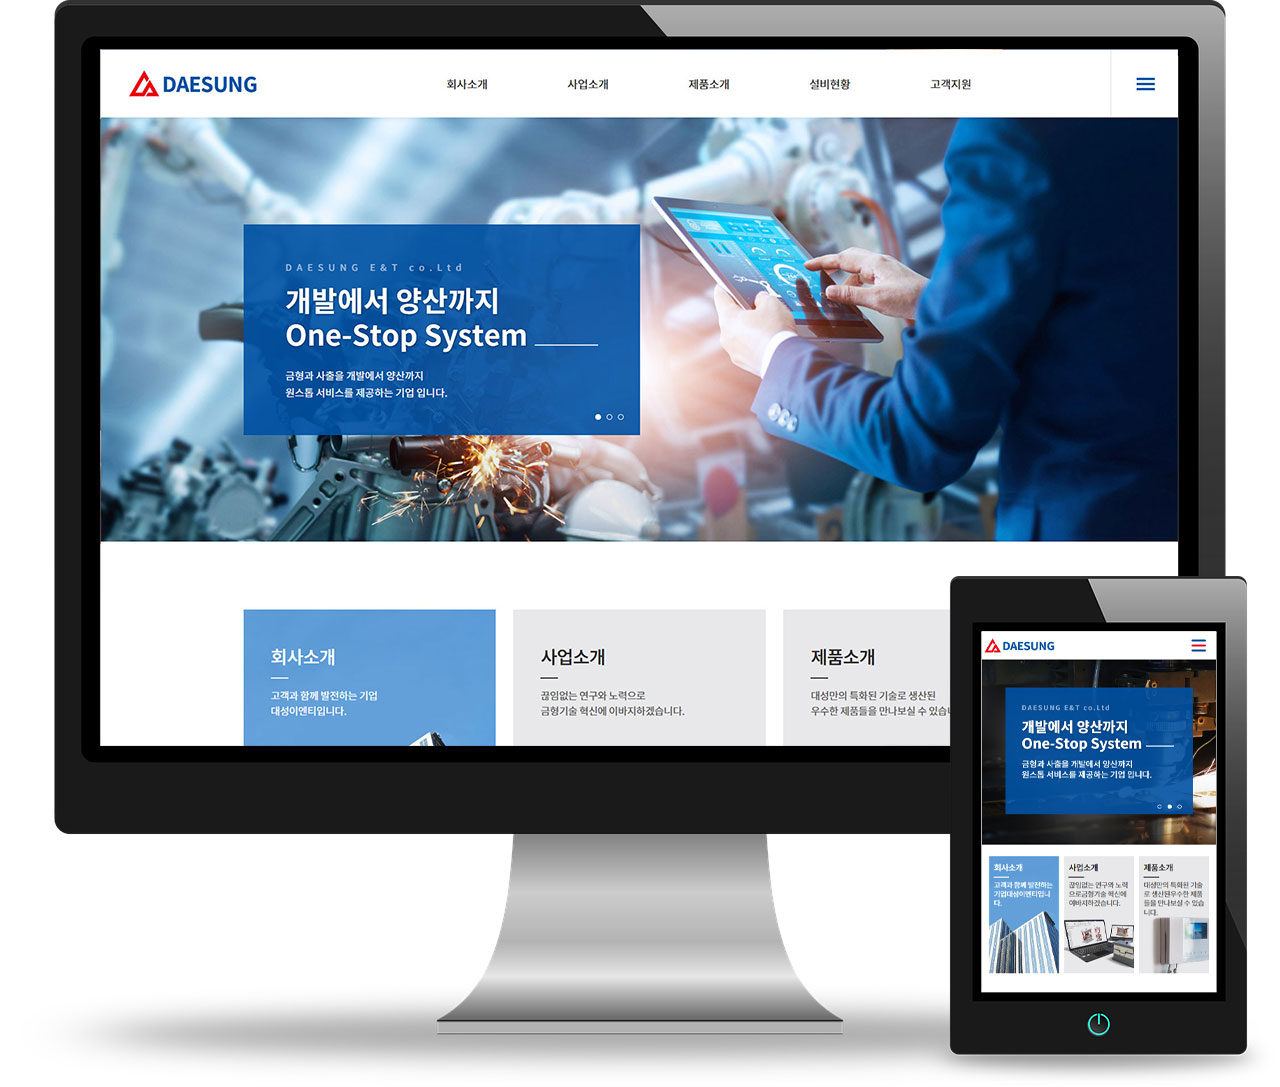 DAESUNG
회사소개
사업소개
제품소개
설비현황
고객지원
DAESUNG E&T co.Ltd
개발에서 양산까지
One-Stop System
금형과 사출을 개발에서 양산까지
원스톱 서비스를 제공하는 기업 입니다.
회사소개
고객과 함께 발전하는 기업
대성이엔티입니다.
사업소개
끊임없는 연구와 노력으로
금형기술 혁신에 이바지하겠습니다.
제품소개
대성만의 특화된 기술로 생산된
우수한 제품들을 만나보실 수 있습니
DAESUNG
DAESUNG E&T co.Ltd
개발에서 양산까지
One-Stop System
금형과 사출을 개발에서 양산까지
원스톱 서비스를 제공하는 기업 입니다.
회사소개
고객과 함께 발전하는
기업대성이엔티입니
다.
사업소개
끊임없는 연구와 노력
으로금형기술 혁신에
이바지하겠습니다.
제품소개
대성만의 특화된 기술
로 생산된우수한 제품
들을 만나보실 수 있습
니다.